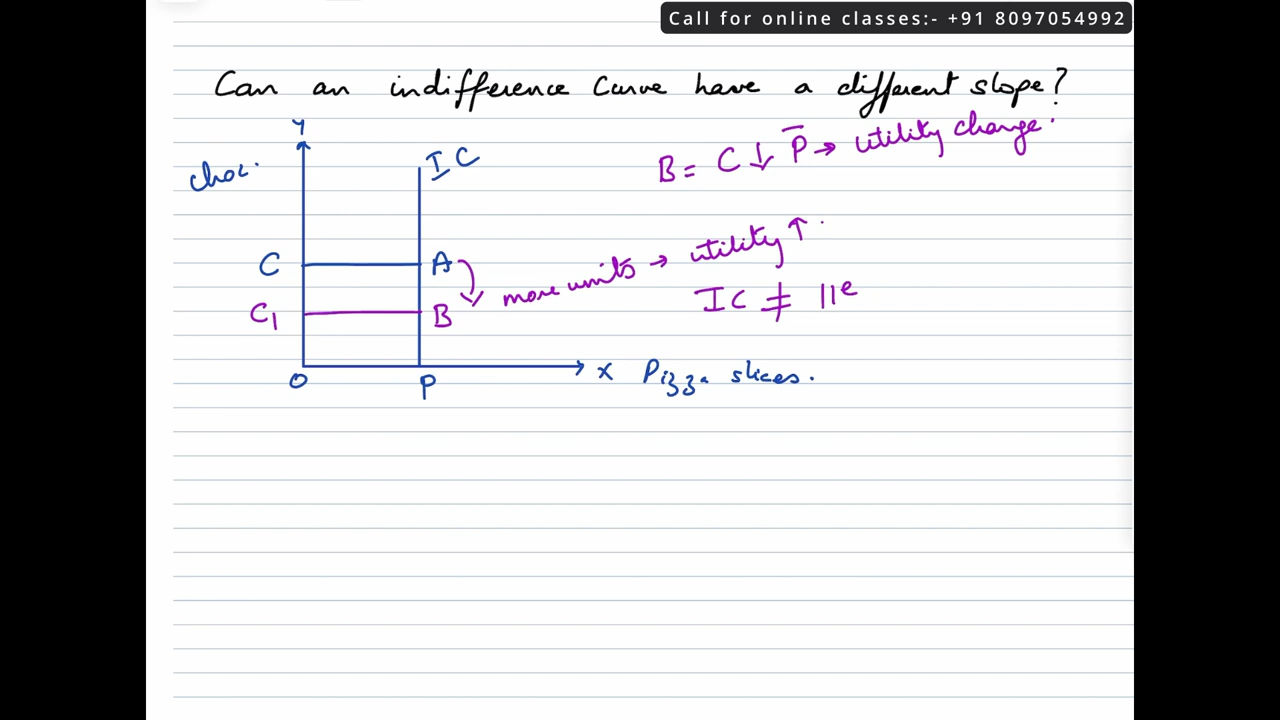 Call for online classes:- +91 8097054992
Can an indifference curve have a different slope?
Y
choc.
IC
B = C ↓ P̅ → utility change.
C
A
more units → utility ↑.
C1
B
IC ≠ ||e
O
P
x Pizza slices.